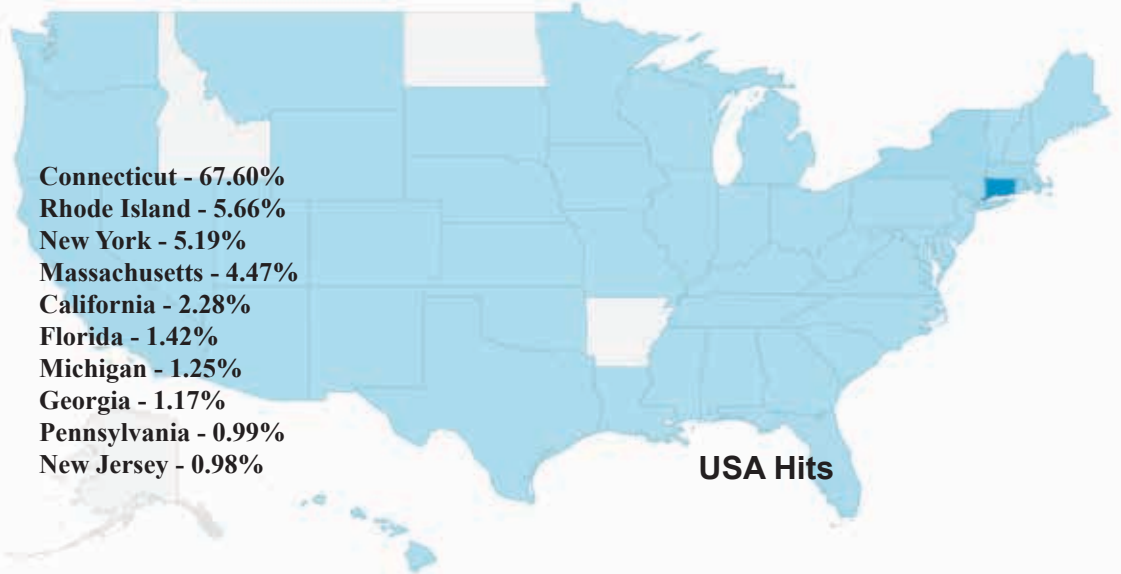 Connecticut - 67.60%
Rhode Island - 5.66%
New York - 5.19%
Massachusetts - 4.47%
California - 2.28%
Florida - 1.42%
Michigan - 1.25%
Georgia - 1.17%
Pennsylvania - 0.99%
New Jersey - 0.98%
USA Hits